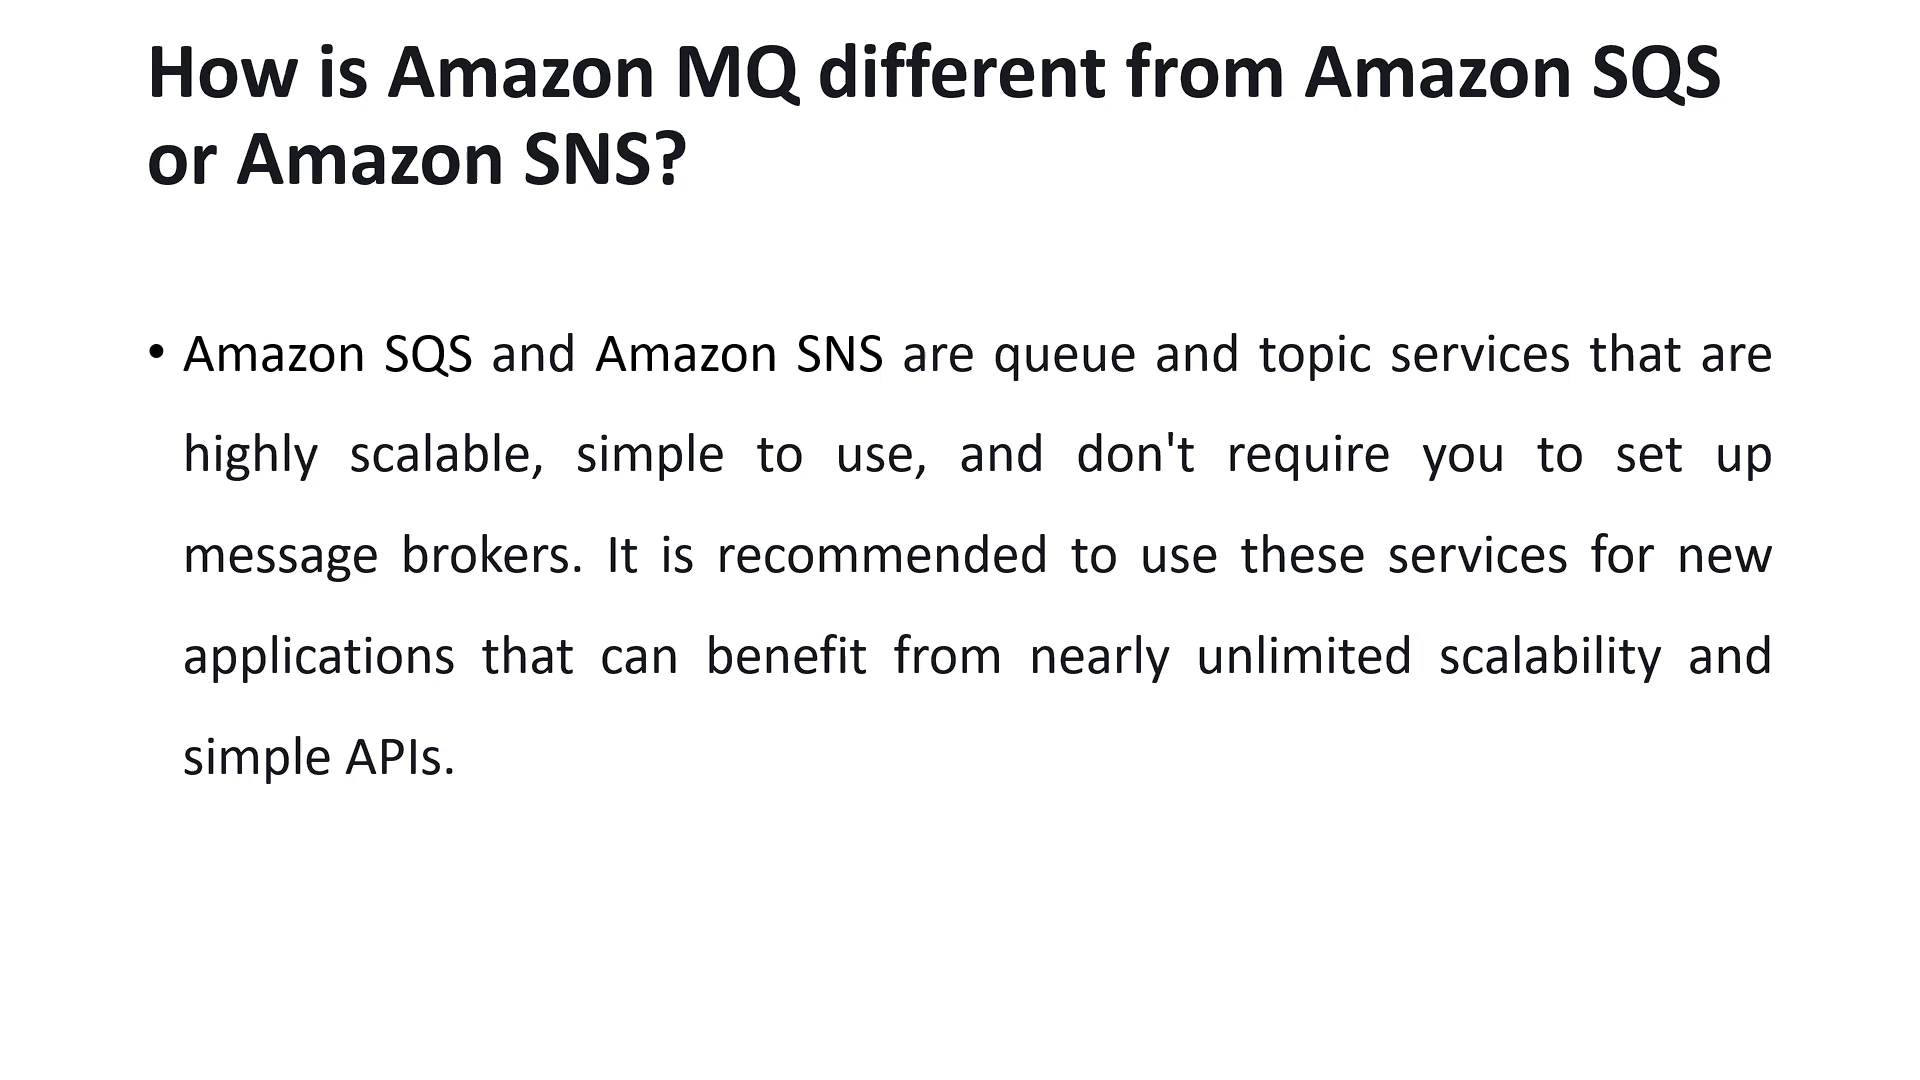 How is Amazon MQ different from Amazon SQS
or Amazon SNS?
• Amazon SQS and Amazon SNS are queue and topic services that are
highly scalable, simple to use, and don't require you to set up
message brokers. It is recommended to use these services for new
applications that can benefit from nearly unlimited scalability and
simple APIs.